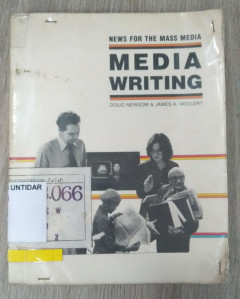 NEWS FOR THE MASS MEDIA
MEDIA
WRITING
DOUG NEWSOM & JAMES A. WOLLERT
UNTIDAR
.066